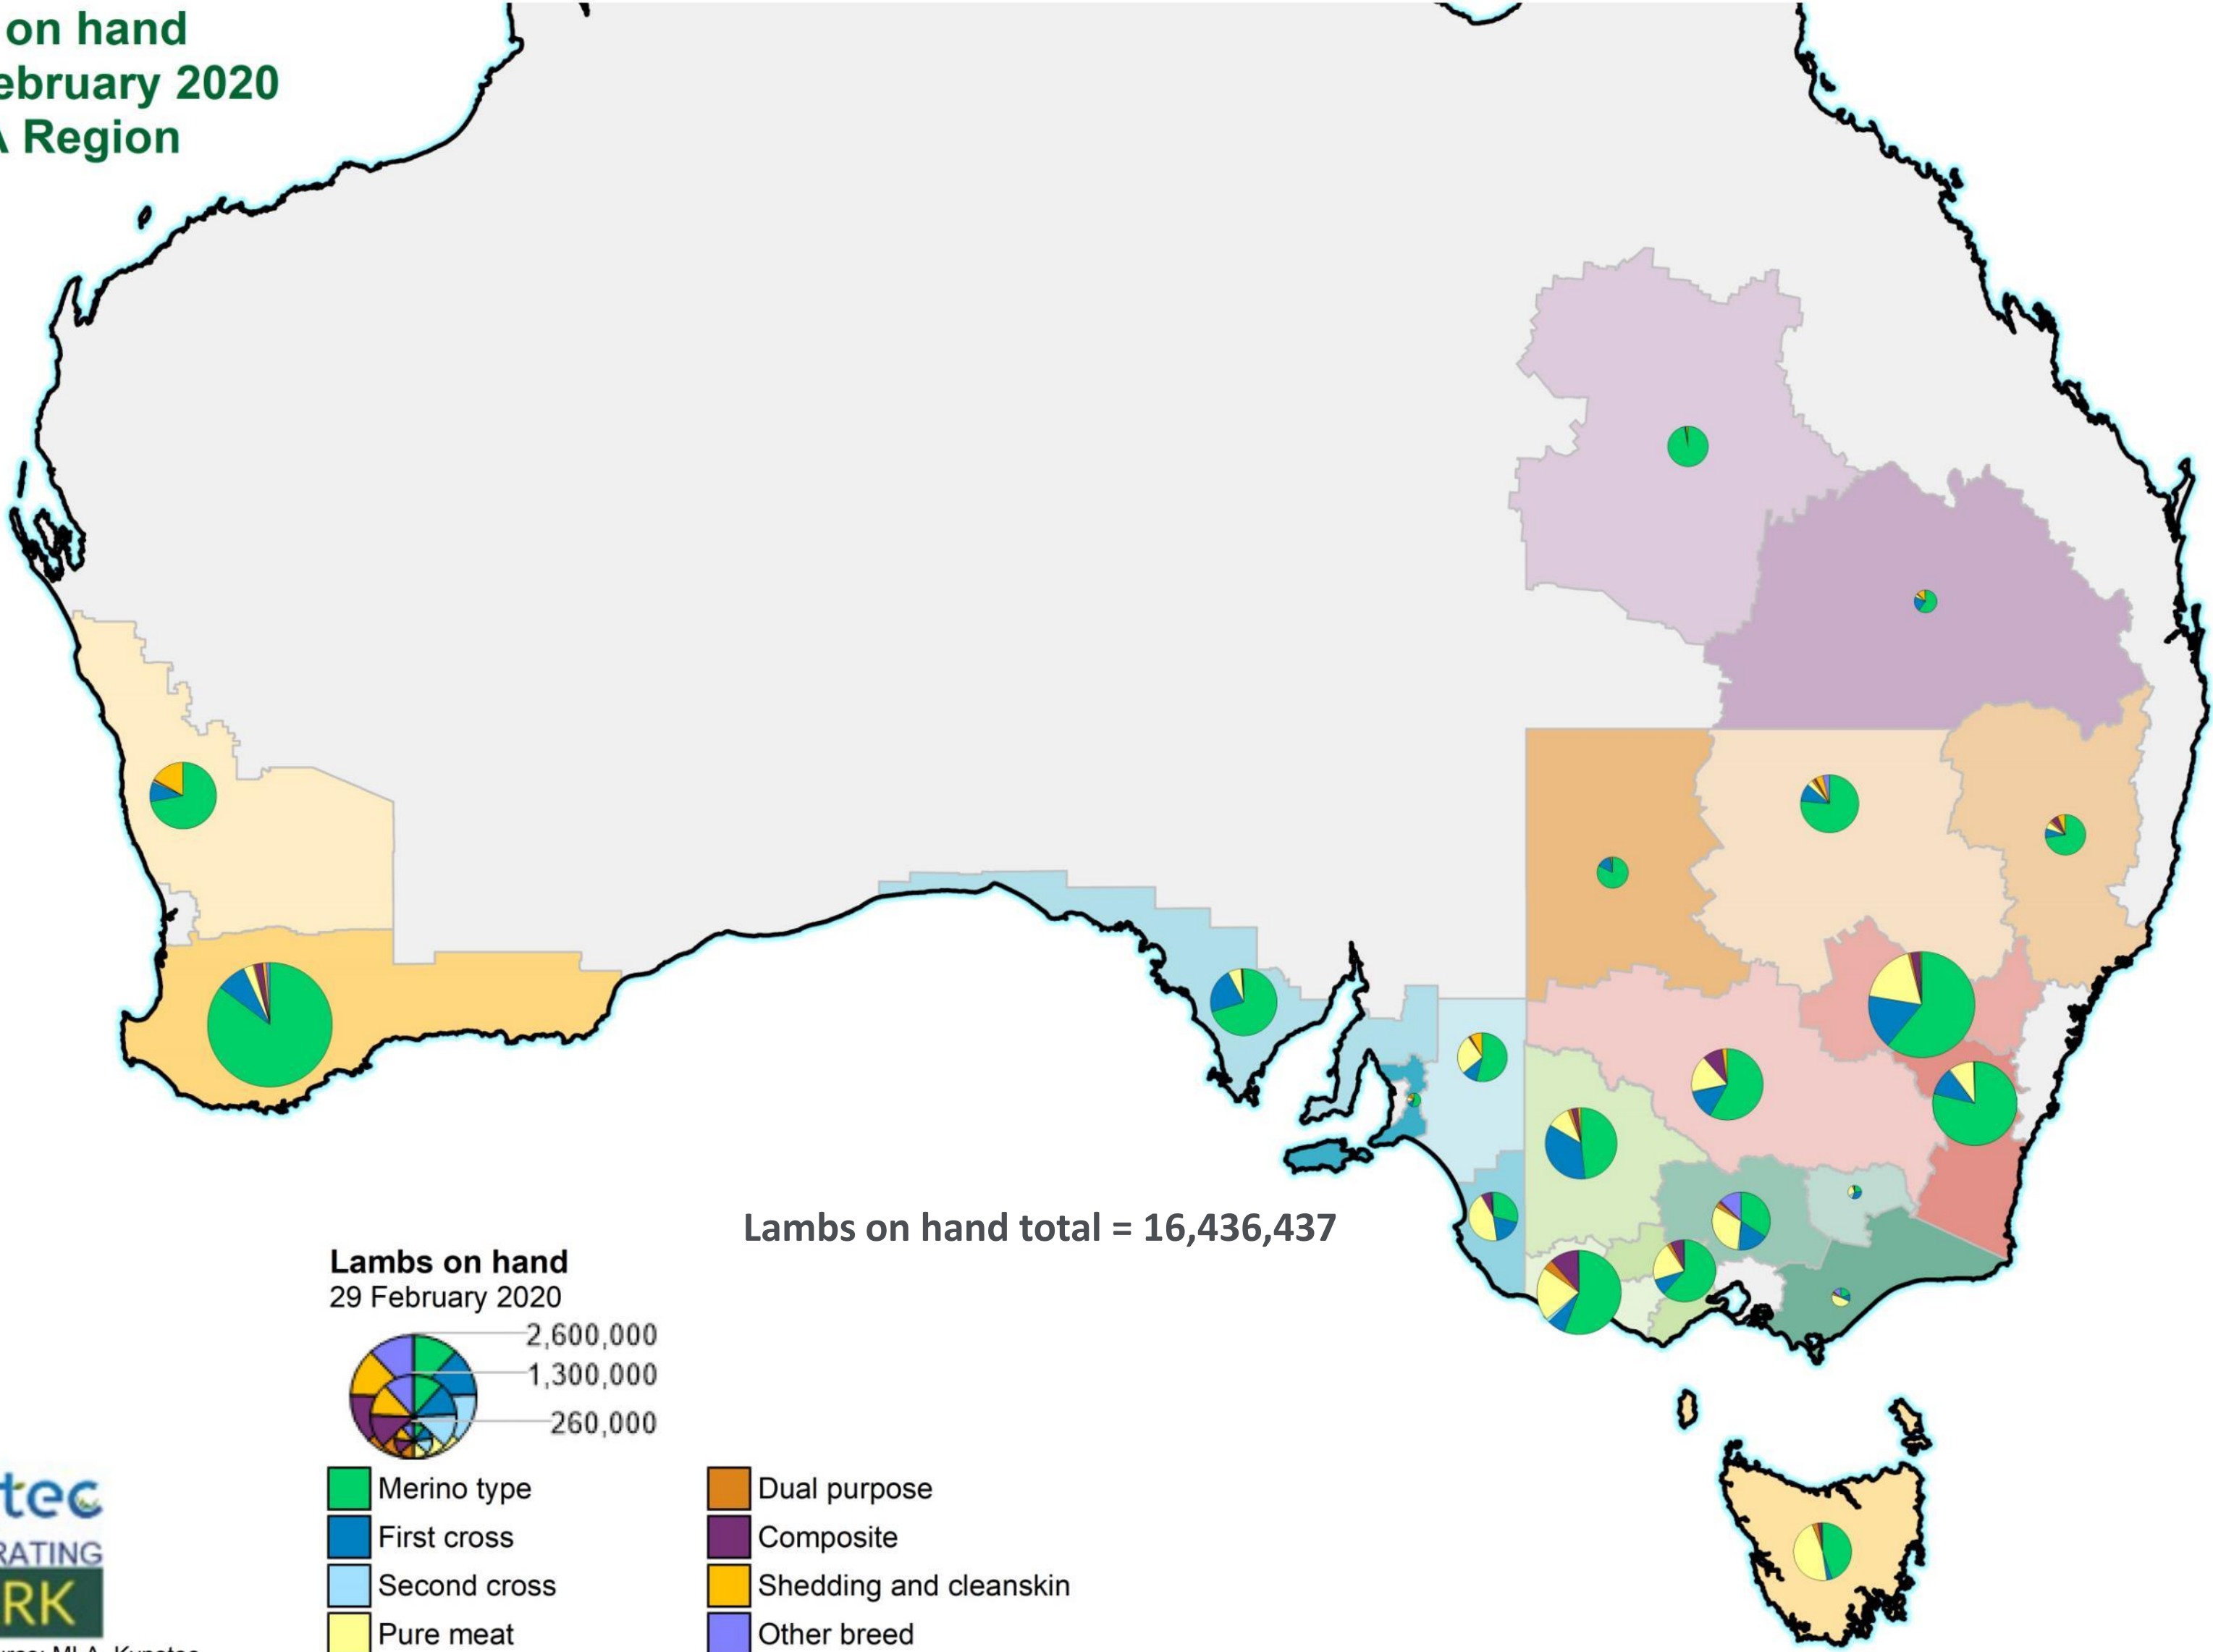 on hand
ebruary 2020
A Region
Lambs on hand total = 16,436,437
Lambs on hand
29 February 2020
2,600,000
1,300,000
260,000
Merino type
First cross
Second cross
Pure meat
Dual purpose
Composite
Shedding and cleanskin
Other breed
tec
RATING
RK